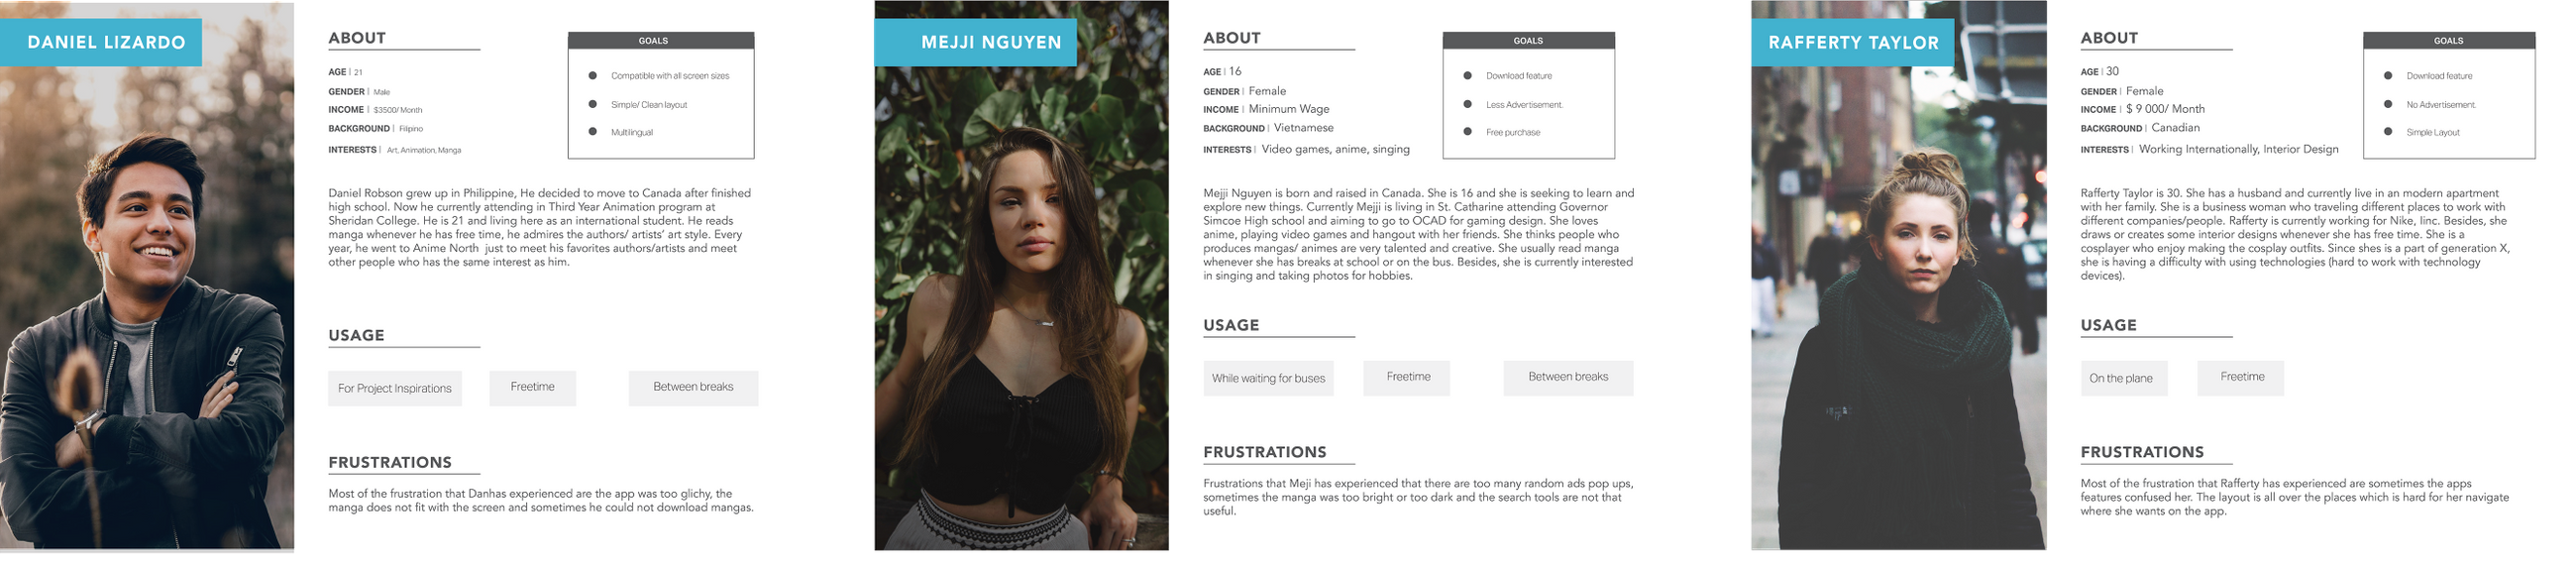 DANIEL LIZARDO
ABOUT
AGE | 21
GENDER | Male
INCOME | $3500/ Month
BACKGROUND | Filipino
INTERESTS | Art, Animation, Manga
GOALS
Compatible with all screen sizes
Simple/ Clean layout
Multilingual
Daniel Robson grew up in Philippine, He decided to move to Canada after finished
high school. Now he currently attending in Third Year Animation program at
Sheridan College. He is 21 and living here as an international student. He reads
manga whenever he has free time, he admires the authors/ artists' art style. Every
year, he went to Anime North just to meet his favorites authors/artists and meet
other people who has the same interest as him.
USAGE
For Project Inspirations
Freetime
Between breaks
FRUSTRATIONS
Most of the frustration that Danhas experienced are the app was too glichy, the
manga does not fit with the screen and sometimes he could not download mangas.
MEJJI NGUYEN
ABOUT
AGE | 16
GENDER | Female
INCOME | Minimum Wage
BACKGROUND | Vietnamese
INTERESTS | Video games, anime, singing
GOALS
Download feature
Less Advertisement.
Free purchase
Mejji Nguyen is born and raised in Canada. She is 16 and she is seeking to learn and
explore new things. Currently Mejji is living in St. Catharine attending Governor
Simcoe High school and aiming to go to OCAD for gaming design. She loves
anime, playing video games and hangout with her friends. She thinks people who
produces mangas/ animes are very talented and creative. She usually read manga
whenever she has breaks at school or on the bus. Besides, she is currently interested
in singing and taking photos for hobbies.
USAGE
While waiting for buses
Freetime
Between breaks
FRUSTRATIONS
Frustrations that Meji has experienced that there are too many random ads pop ups,
sometimes the manga was too bright or too dark and the search tools are not that
useful.
RAFFERTY TAYLOR
ABOUT
AGE | 30
GENDER | Female
INCOME | $ 9 000/ Month
BACKGROUND | Canadian
INTERESTS | Working Internationally, Interior Design
GOALS
Download feature
No Advertisement.
Simple Layout
Rafferty Taylor is 30. She has a husband and currently live in an modern apartment
with her family. She is a business woman who traveling different places to work with
different companies/people. Rafferty is currently working for Nike, Iinc. Besides, she
draws or creates some interior designs whenever she has free time. She is a
cosplayer who enjoy making the cosplay outfits. Since shes is a part of generation X,
she is having a difficulty with using technologies (hard to work with technology
devices).
USAGE
On the plane
Freetime
FRUSTRATIONS
Most of the frustration that Rafferty has experienced are sometimes the apps
features confused her. The layout is all over the places which is hard for her navigate
where she wants on the app.